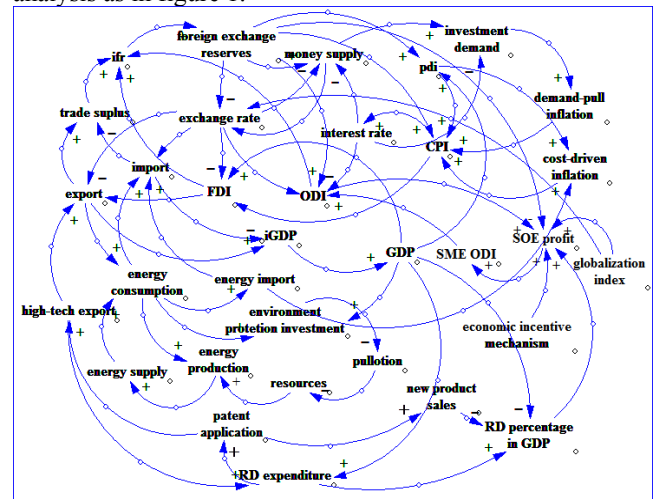 analysis as in figure 1.
foreign exchange
reserves
investment
demand
ifr
money supply
pdi
trade suplus
exchange rate
demand-pull
inflation
interest rate
import
CPI
cost-driven
inflation
export
FDI
ODI
iGDP
GDP
SME ODI
SOE profit
globalization
index
energy
consumption
energy import
high-tech export
environment
protetion investment
economic incentive
mechanism
energy
production
pullotion
energy supply
resources
new product
sales
patent
application
RD percentage
in GDP
RD expenditure